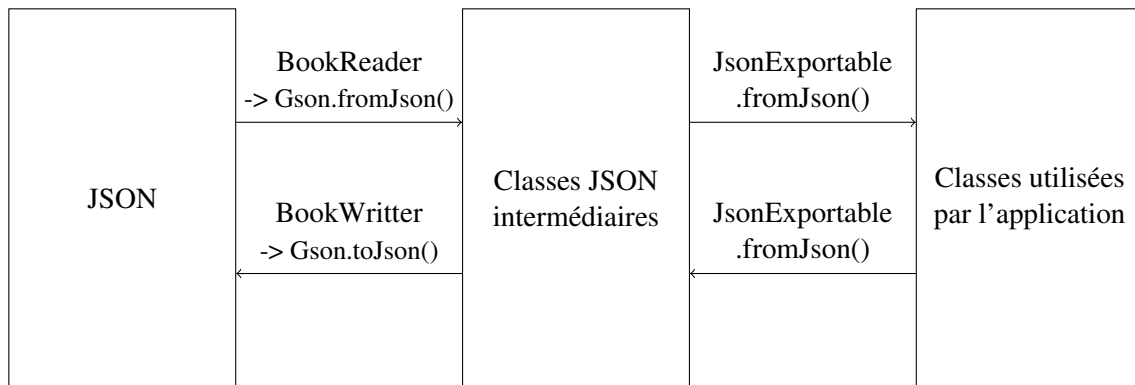 JSON
BookReader
-> Gson.fromJson()
BookWritter
-> Gson.toJson()
Classes JSON
intermédiaires
JsonExportable
.fromJson()
JsonExportable
.fromJson()
Classes utilisées
par l'application